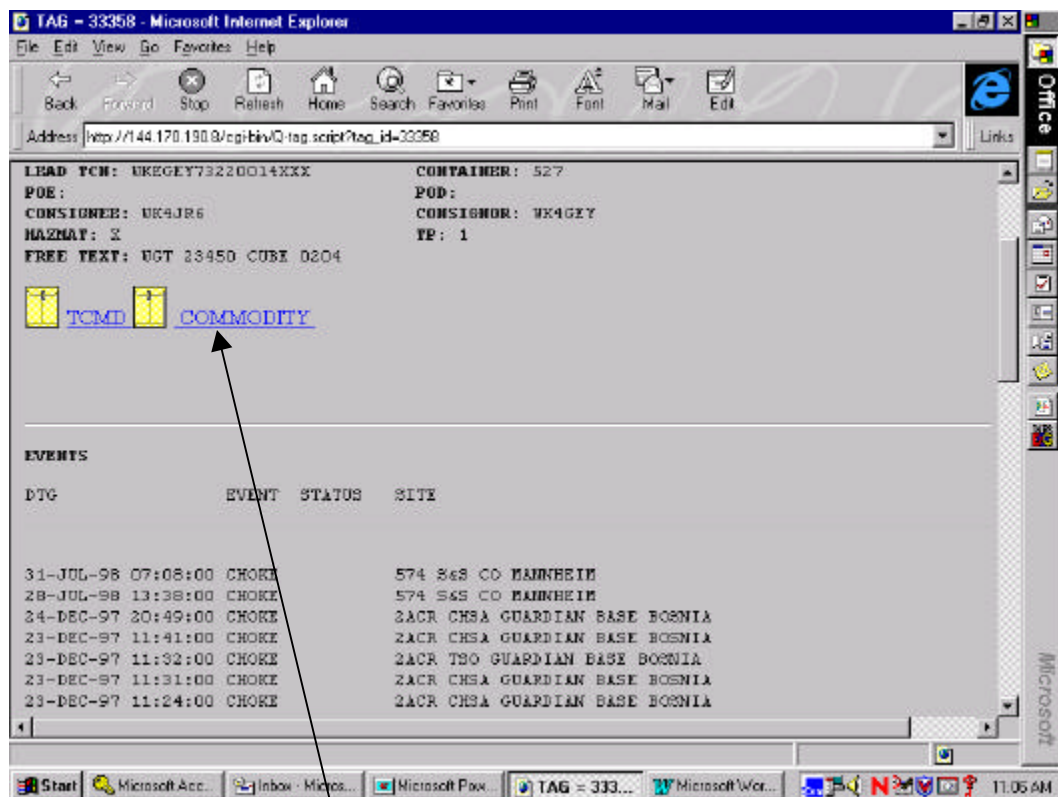 TAG = 33358 - Microsoft Internet Explorer
File Edit View Go Favorites Help
Back Forward Stop Refresh Home Search Favorites Print Font Mail Edit
Address http://144.170.190.8/cgi-bin/Q-tag.script?tag_id=33358 Links
LEAD TCN: WKEGEY73220014XXX CONTAINER: 527
POE: POD:
CONSIGNEE: WK4JR6 CONSIGNOR: WK4GEY
HAZMAT: X TP: 1
FREE TEXT: WGT 23450 CUBE 0204
TCMD COMMODITY
EVENTS
DTG EVENT STATUS SITE
31-JUL-98 07:08:00 CHOKE 574 S&S CO MANNHEIM
28-JUL-98 13:38:00 CHOKE 574 S&S CO MANNHEIM
24-DEC-97 20:49:00 CHOKE 2ACR CHSA GUARDIAN BASE BOSNIA
23-DEC-97 11:41:00 CHOKE 2ACR CHSA GUARDIAN BASE BOSNIA
23-DEC-97 11:32:00 CHOKE 2ACR TSO GUARDIAN BASE BOSNIA
23-DEC-97 11:31:00 CHOKE 2ACR CHSA GUARDIAN BASE BOSNIA
23-DEC-97 11:24:00 CHOKE 2ACR CHSA GUARDIAN BASE BOSNIA
Start Microsoft Acc... Inbox - Micros... Microsoft Pow... TAG = 333... Microsoft Wor... 11:06 AM
Office
Microsoft